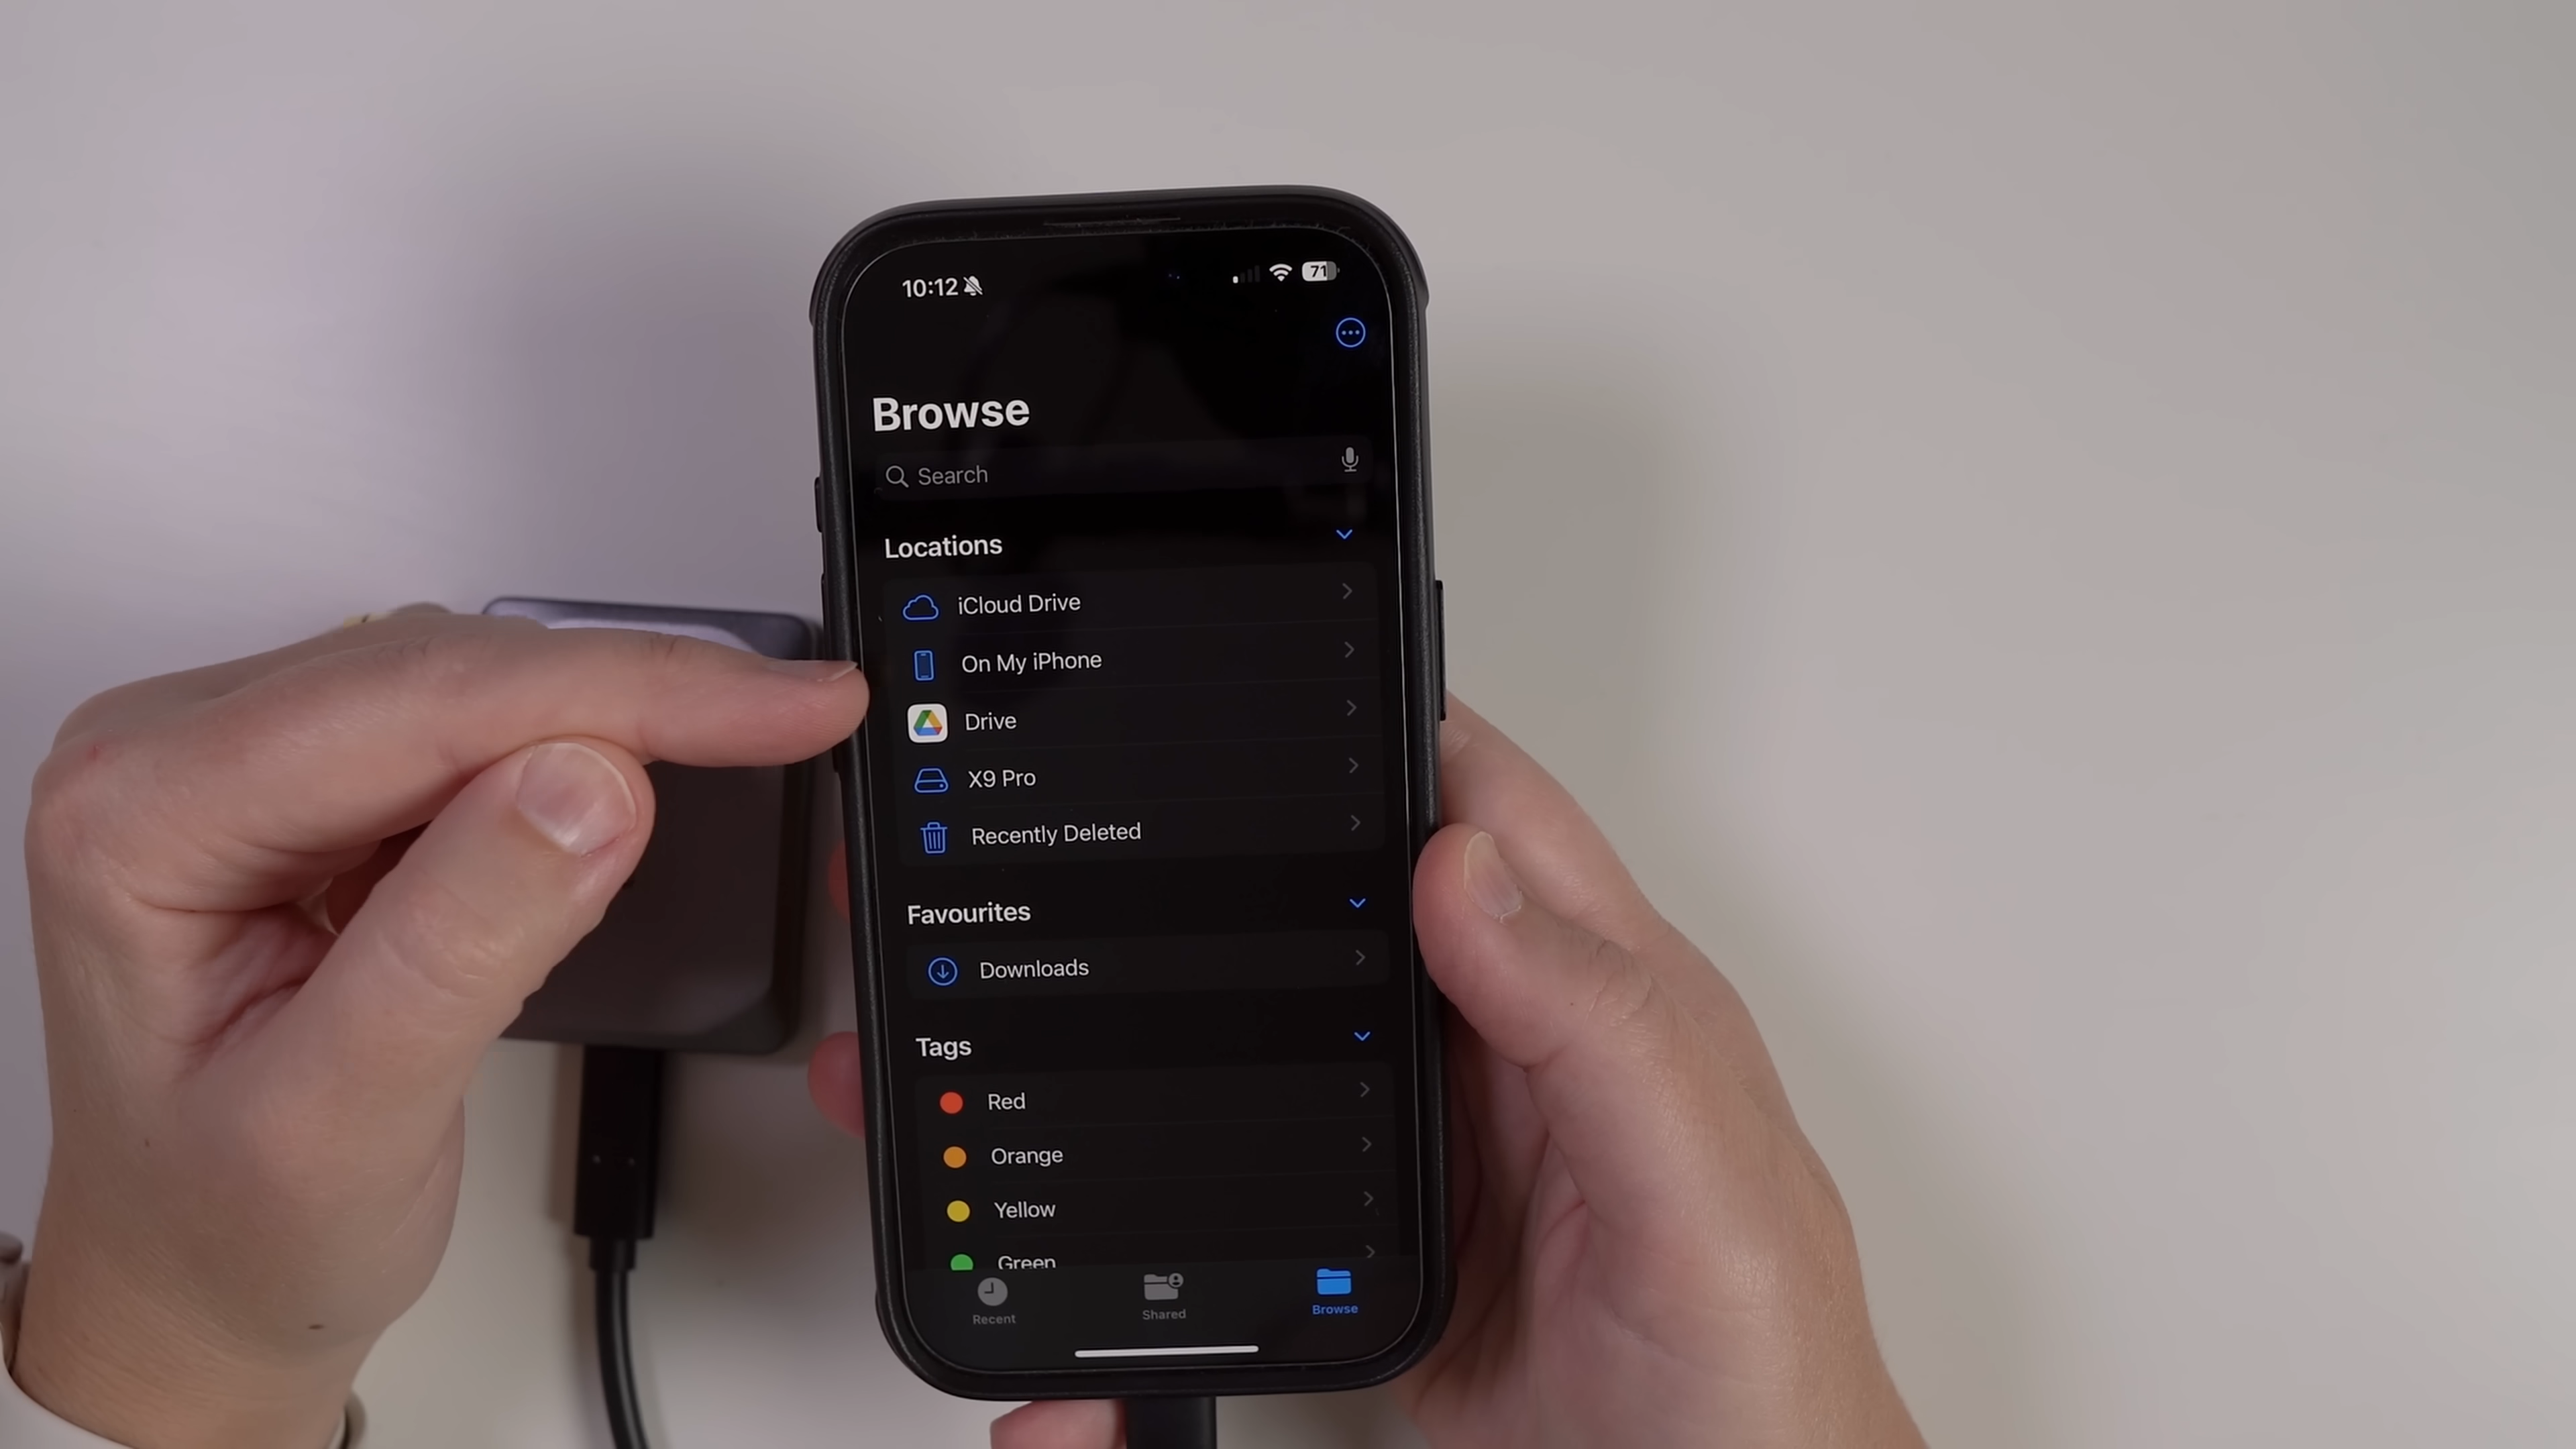 10:12
71
Browse
Search
Locations
iCloud Drive
On My iPhone
Drive
X9 Pro
Recently Deleted
Favourites
Downloads
Tags
Red
Orange
Yellow
Green
Recent
Shared
Browse